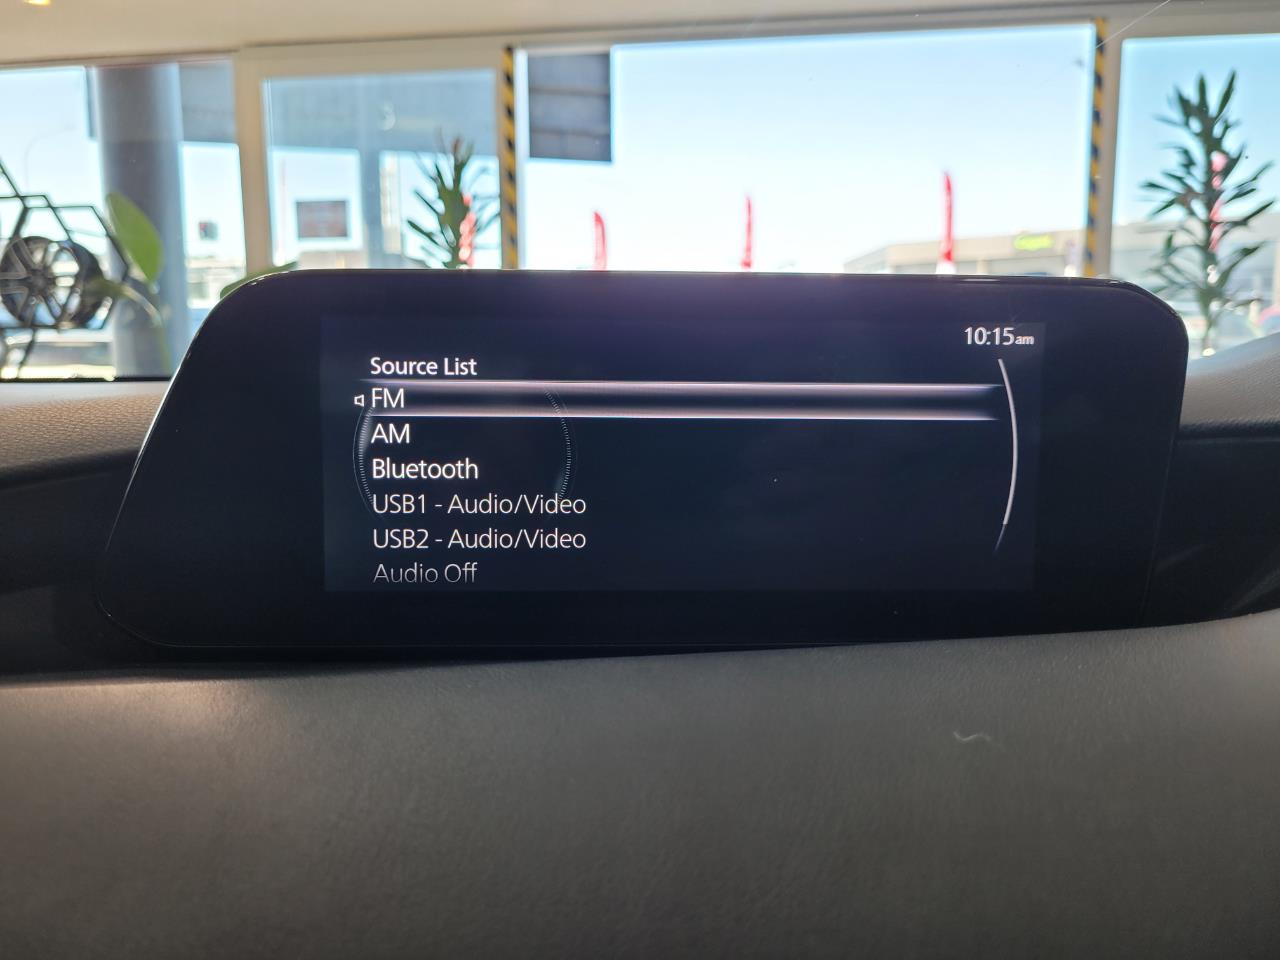 10:15am
Source List
FM
AM
Bluetooth
USB1 - Audio/Video
USB2 - Audio/Video
Audio Off